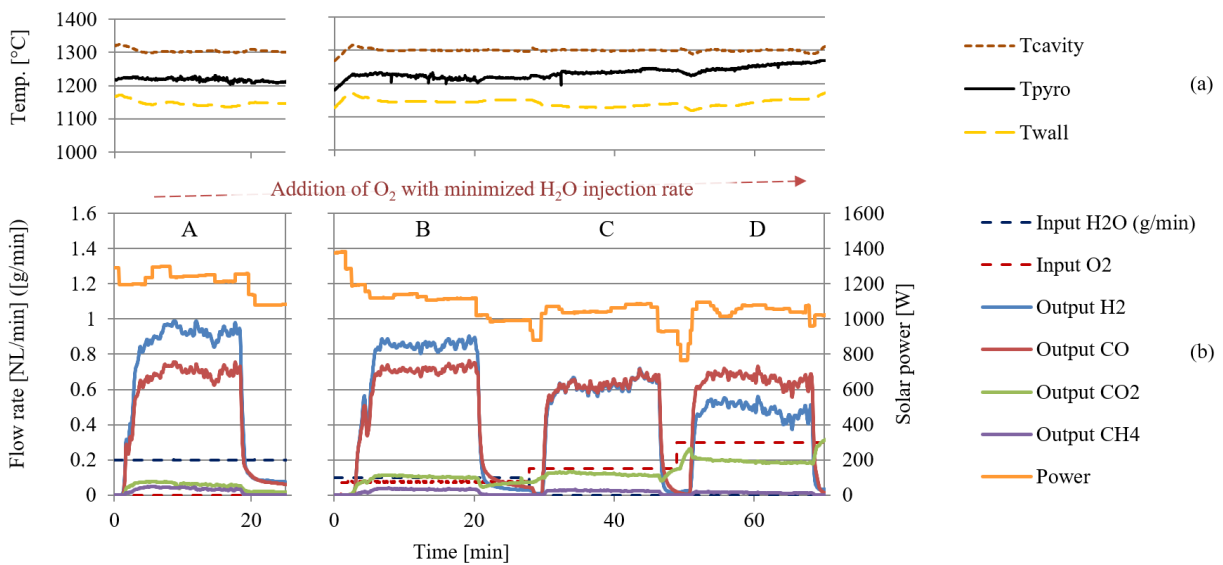 1400
1300
1200
1100
1000
Temp. [°C]
Tcavity
Tpyro
Twall
(a)
Addition of O₂ with minimized H₂O injection rate
1.6
1.4
1.2
1
0.8
0.6
0.4
0.2
0
Flow rate [NL/min] ([g/min])
A
B
C
D
1600
1400
1200
1000
800
600
400
200
0
Solar power [W]
0
20
0
20
40
60
Time [min]
Input H2O (g/min)
Input O2
Output H2
Output CO
Output CO2
Output CH4
Power
(b)